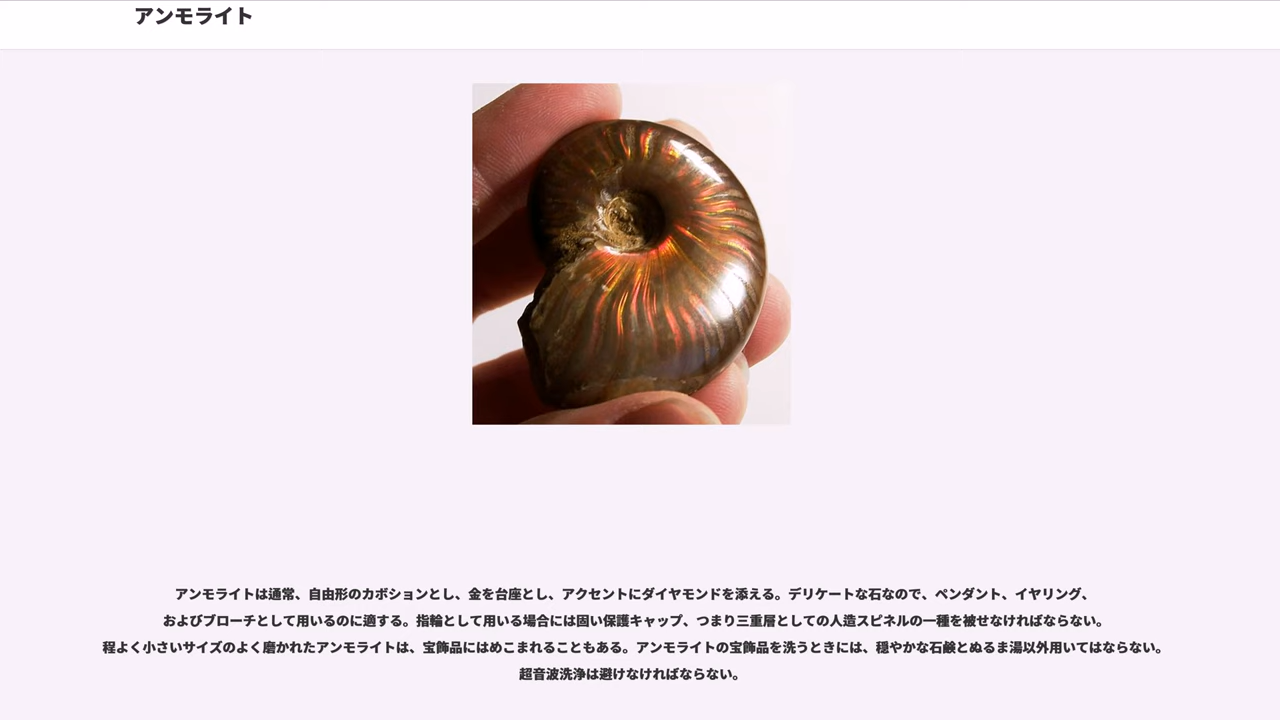 アンモライト
アンモライトは通常、自由形のカボションとし、金を台座とし、アクセントにダイヤモンドを添える。デリケートな石なので、ペンダント、イヤリング、
およびブローチとして用いるのに適する。指輪として用いる場合には固い保護キャップ、つまり三重層としての人造スピネルの一種を被せなければならない。
程よく小さいサイズのよく磨かれたアンモライトは、宝飾品にはめこまれることもある。アンモライトの宝飾品を洗うときには、穏やかな石鹸とぬるま湯以外用いてはならない。
超音波洗浄は避けなければならない。